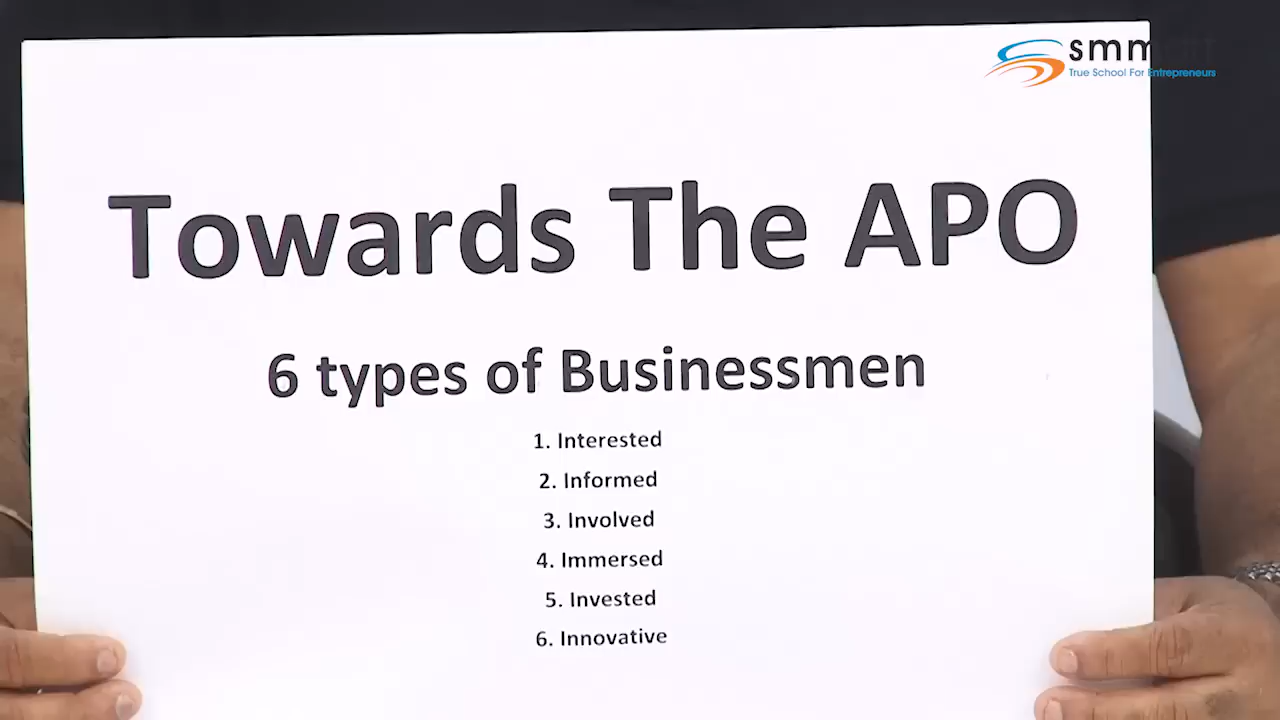 smmart
True School For Entrepreneurs
Towards The APO
6 types of Businessmen
1. Interested
2. Informed
3. Involved
4. Immersed
5. Invested
6. Innovative